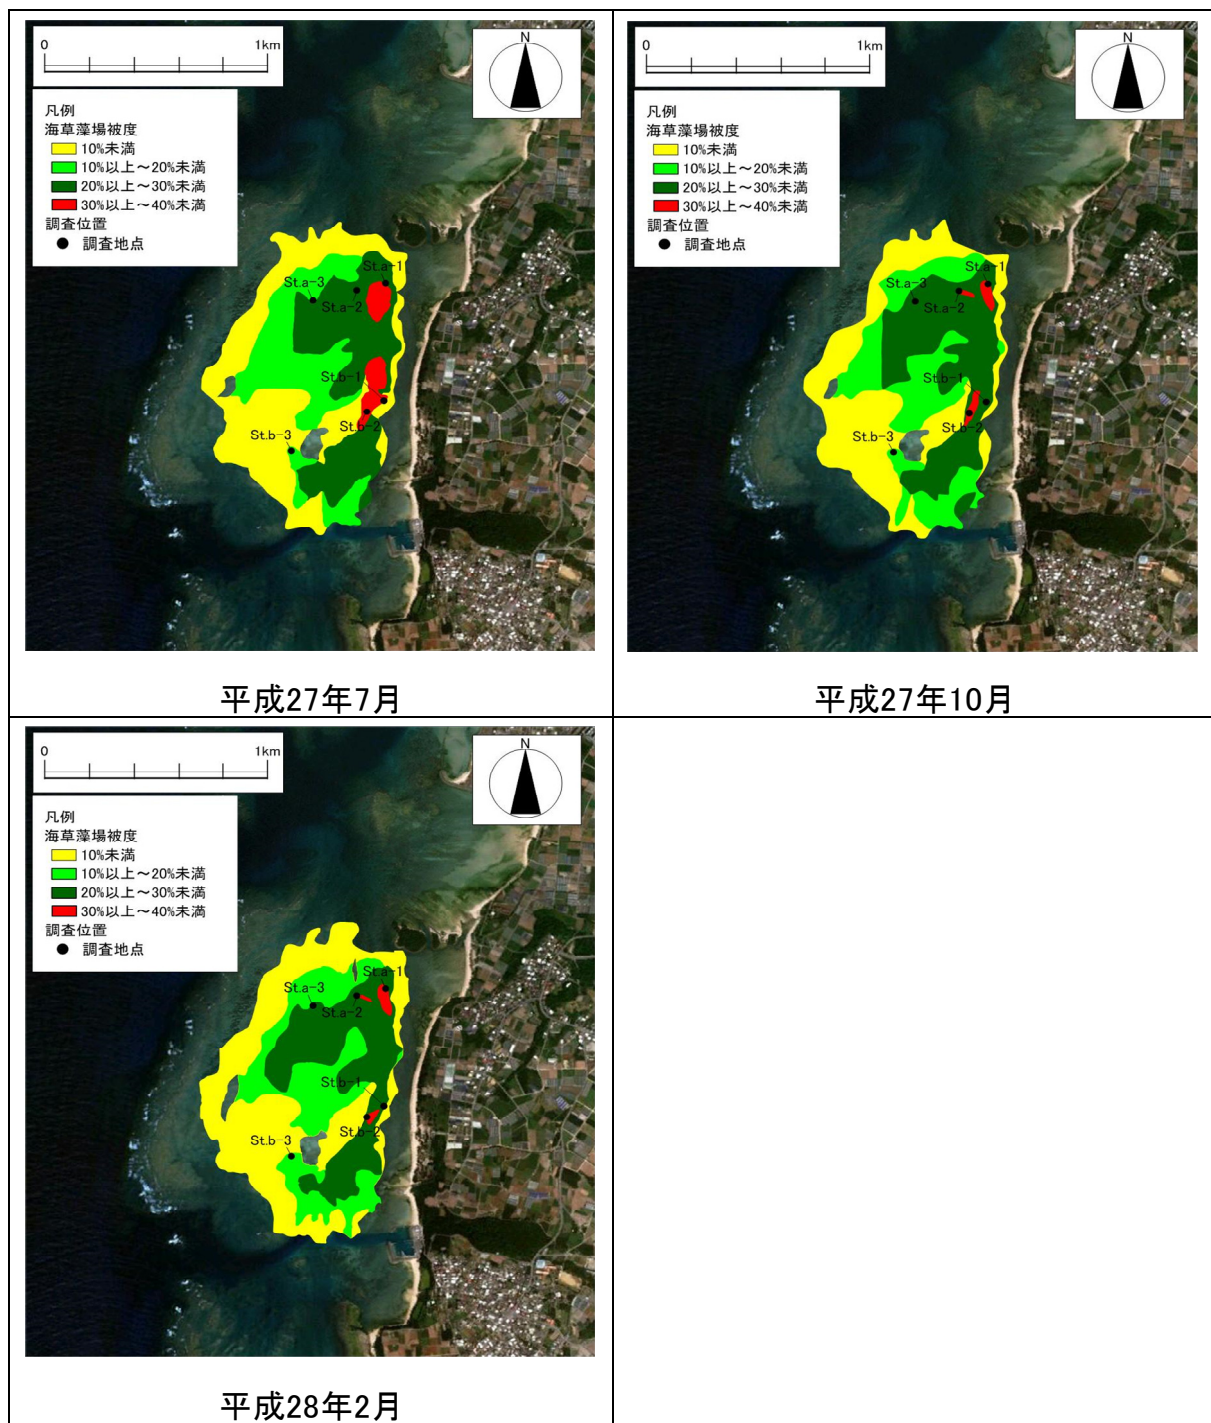 0 1km
N
凡例
海草藻場被度
10%未満
10%以上～20%未満
20%以上～30%未満
30%以上～40%未満
調査位置
調査地点
St.a-1
St.a-3
St.a-2
St.b-1
St.b-2
St.b-3
平成27年7月
0 1km
N
凡例
海草藻場被度
10%未満
10%以上～20%未満
20%以上～30%未満
30%以上～40%未満
調査位置
調査地点
St.a-1
St.a-3
St.a-2
St.b-1
St.b-2
St.b-3
平成27年10月
0 1km
N
凡例
海草藻場被度
10%未満
10%以上～20%未満
20%以上～30%未満
30%以上～40%未満
調査位置
調査地点
St.a-1
St.a-3
St.a-2
St.b-1
St.b-2
St.b-3
平成28年2月